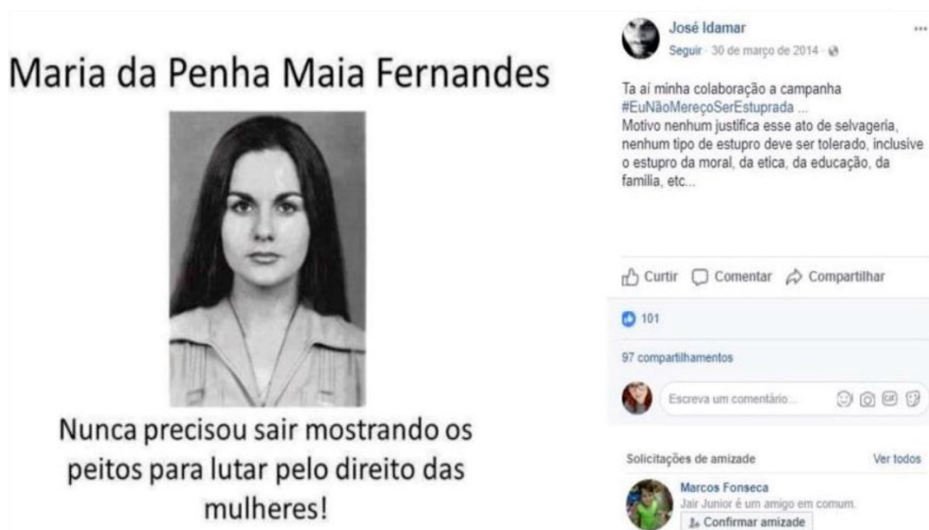 Maria da Penha Maia Fernandes
Nunca precisou sair mostrando os
peitos para lutar pelo direito das
mulheres!
José Idamar
Seguir · 30 de março de 2014 ·
Ta aí minha colaboração a campanha
#EuNãoMereçoSerEstuprada ...
Motivo nenhum justifica esse ato de selvageria,
nenhum tipo de estupro deve ser tolerado, inclusive
o estupro da moral, da etica, da educação, da
familia, etc...
Curtir Comentar Compartilhar
101
97 compartilhamentos
Escreva um comentário...
GIF
Solicitações de amizade Ver todos
Marcos Fonseca
Jair Junior é um amigo em comum.
Confirmar amizade